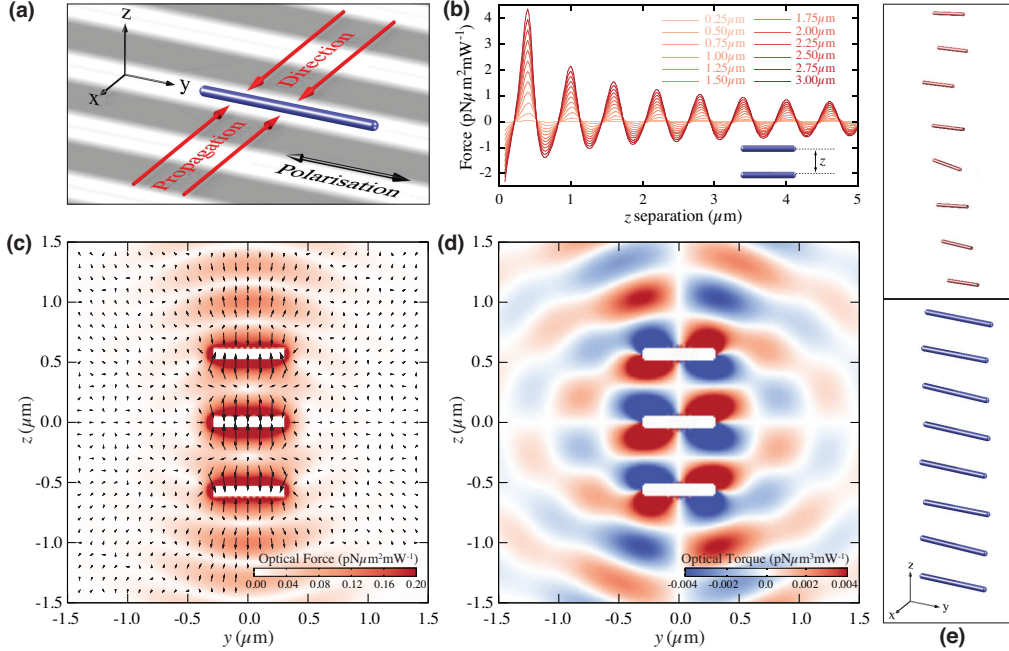 (a)
z
y
x
Direction
Propagation
Polarisation
(b)
Force (pNμm²mW⁻¹)
4
3
2
1
0
-1
-2
0.25μm
0.50μm
0.75μm
1.00μm
1.25μm
1.50μm
1.75μm
2.00μm
2.25μm
2.50μm
2.75μm
3.00μm
z
0 1 2 3 4 5
z separation (μm)
(c)
z (μm)
1.5
1.0
0.5
0.0
-0.5
-1.0
-1.5
Optical Force (pNμm²mW⁻¹)
0.00 0.04 0.12 0.16 0.20
-1.5 -1.0 -0.5 0.0 0.5 1.0 1.5
y (μm)
(d)
z (μm)
1.5
1.0
0.5
0.0
-0.5
-1.0
-1.5
Optical Torque (pNμm³mW⁻¹)
-0.004 -0.002 0.0 0.002 0.004
-1.5 -1.0 -0.5 0.0 0.5 1.0 1.5
y (μm)
z
y
x
(e)